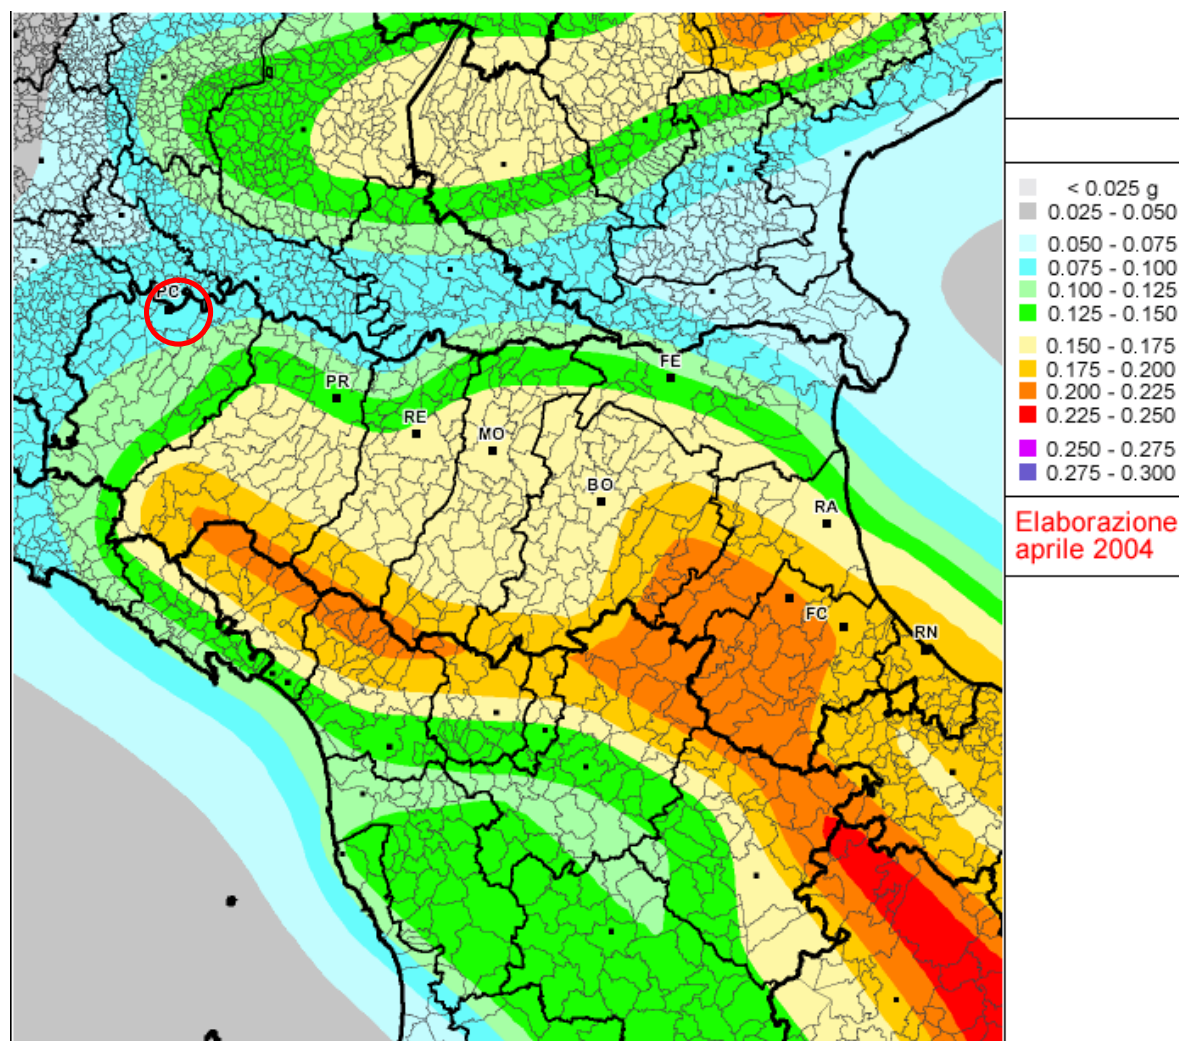 PC
PR
RE
MO
FE
BO
RA
FC
RN
< 0.025 g
0.025 - 0.050
0.050 - 0.075
0.075 - 0.100
0.100 - 0.125
0.125 - 0.150
0.150 - 0.175
0.175 - 0.200
0.200 - 0.225
0.225 - 0.250
0.250 - 0.275
0.275 - 0.300
Elaborazione
aprile 2004